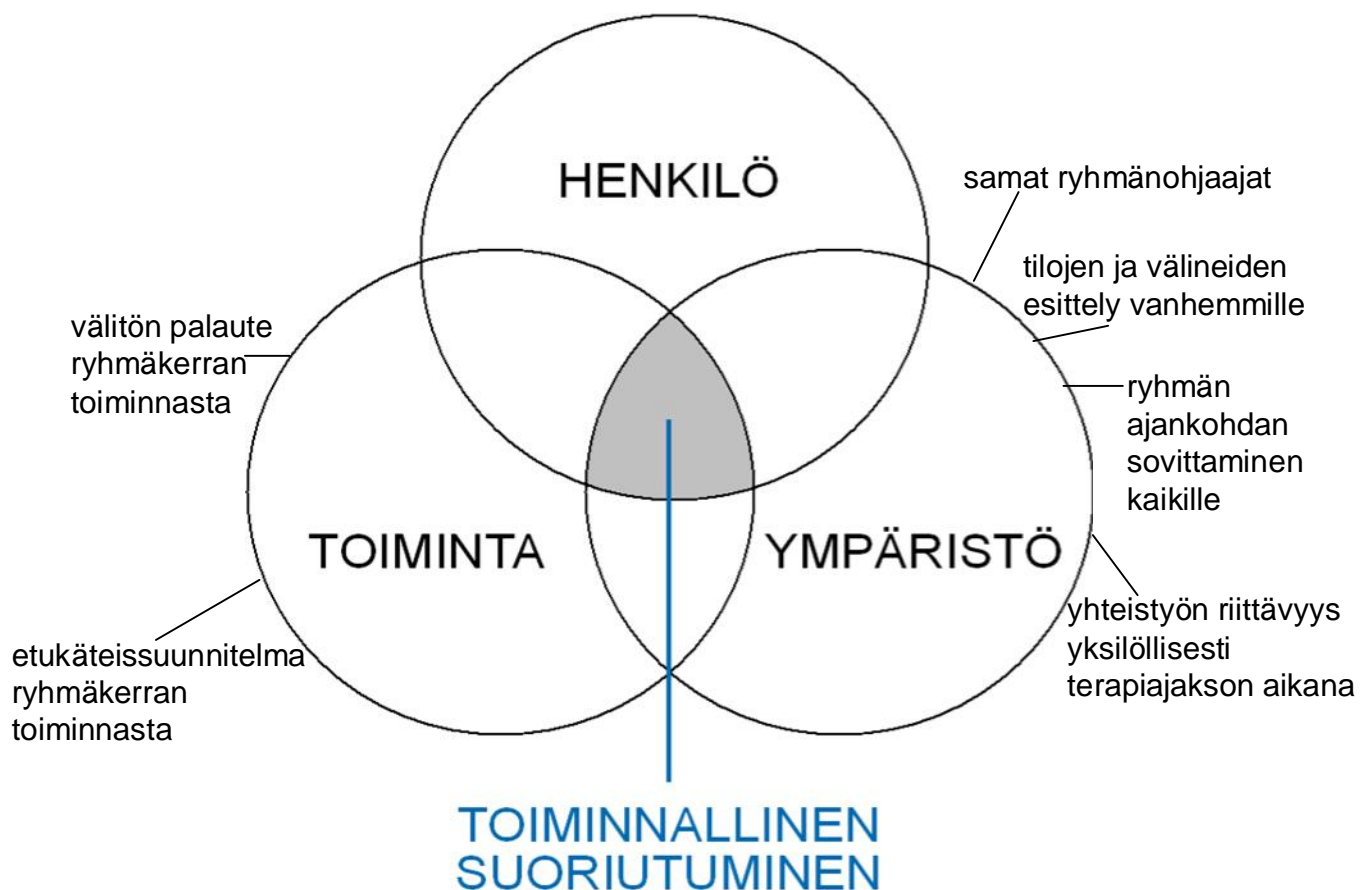 HENKILÖ
samat ryhmänohjaajat
tilojen ja välineiden
esittely vanhemmille
välitön palaute
ryhmäkerran
toiminnasta
ryhmän
ajankohdan
sovittaminen
kaikille
TOIMINTA
YMPÄRISTÖ
yhteistyön riittävyys
yksilöllisesti
terapiajakson aikana
etukäteissuunnitelma
ryhmäkerran
toiminnasta
TOIMINNALLINEN
SUORIUTUMINEN